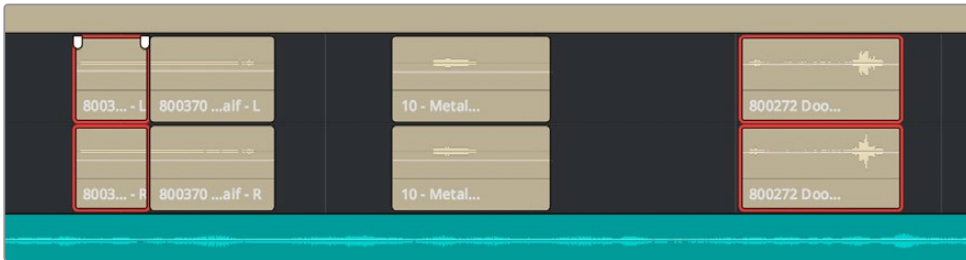 8003... - L 800370 ...aif - L 10 - Metal... 800272 Doo...
8003... - R 800370 ...aif - R 10 - Metal... 800272 Doo...